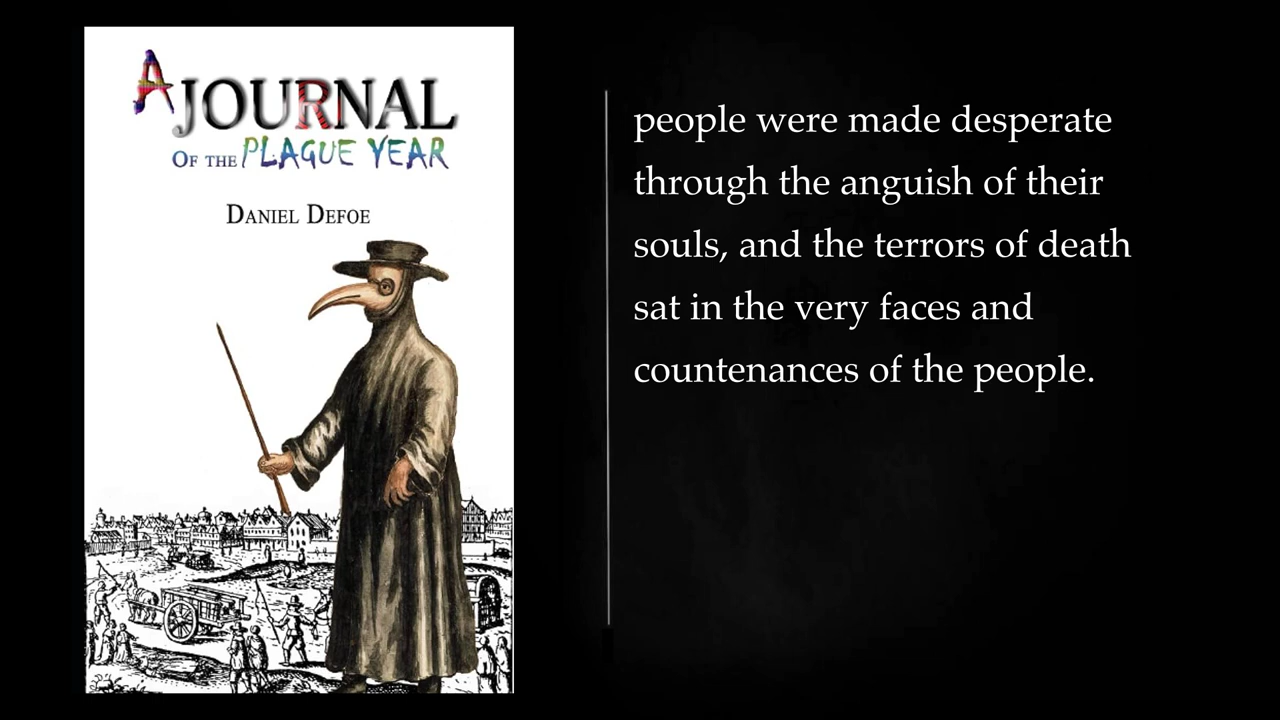 A JOURNAL
OF THE PLAGUE YEAR
DANIEL DEFOE
people were made desperate
through the anguish of their
souls, and the terrors of death
sat in the very faces and
countenances of the people.